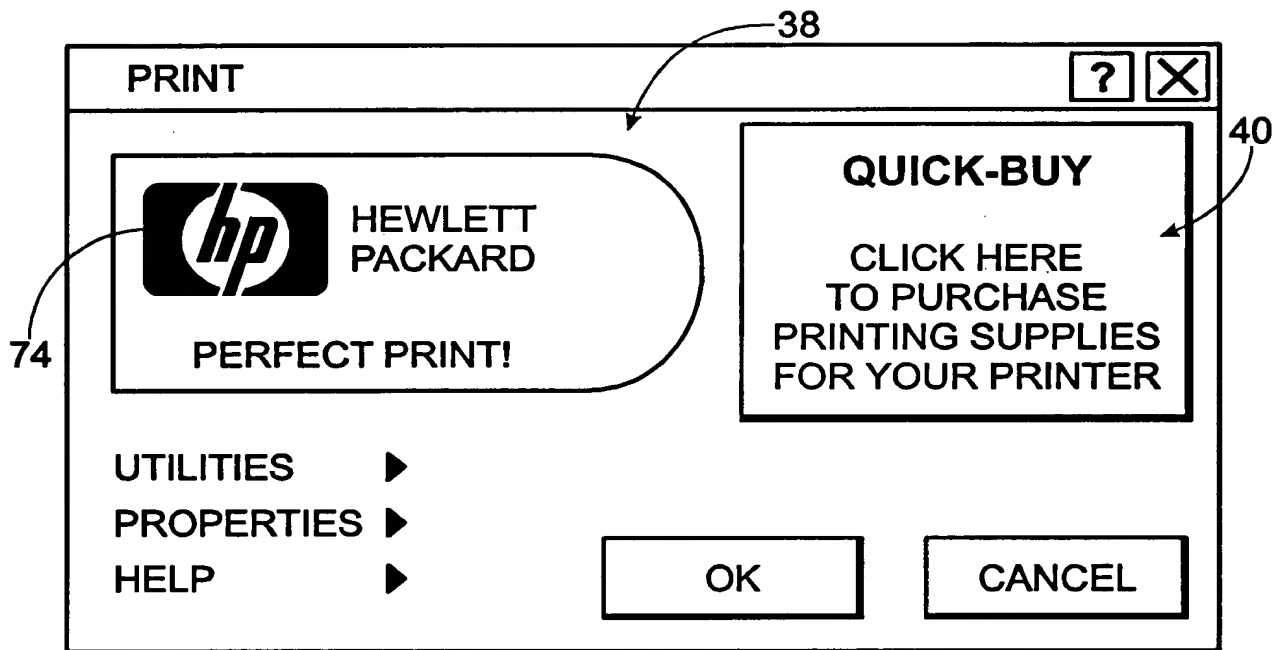 38
PRINT ?
40
QUICK-BUY
hp HEWLETT
PACKARD
CLICK HERE
TO PURCHASE
PRINTING SUPPLIES
FOR YOUR PRINTER
74
PERFECT PRINT!
UTILITIES
PROPERTIES
HELP
OK
CANCEL